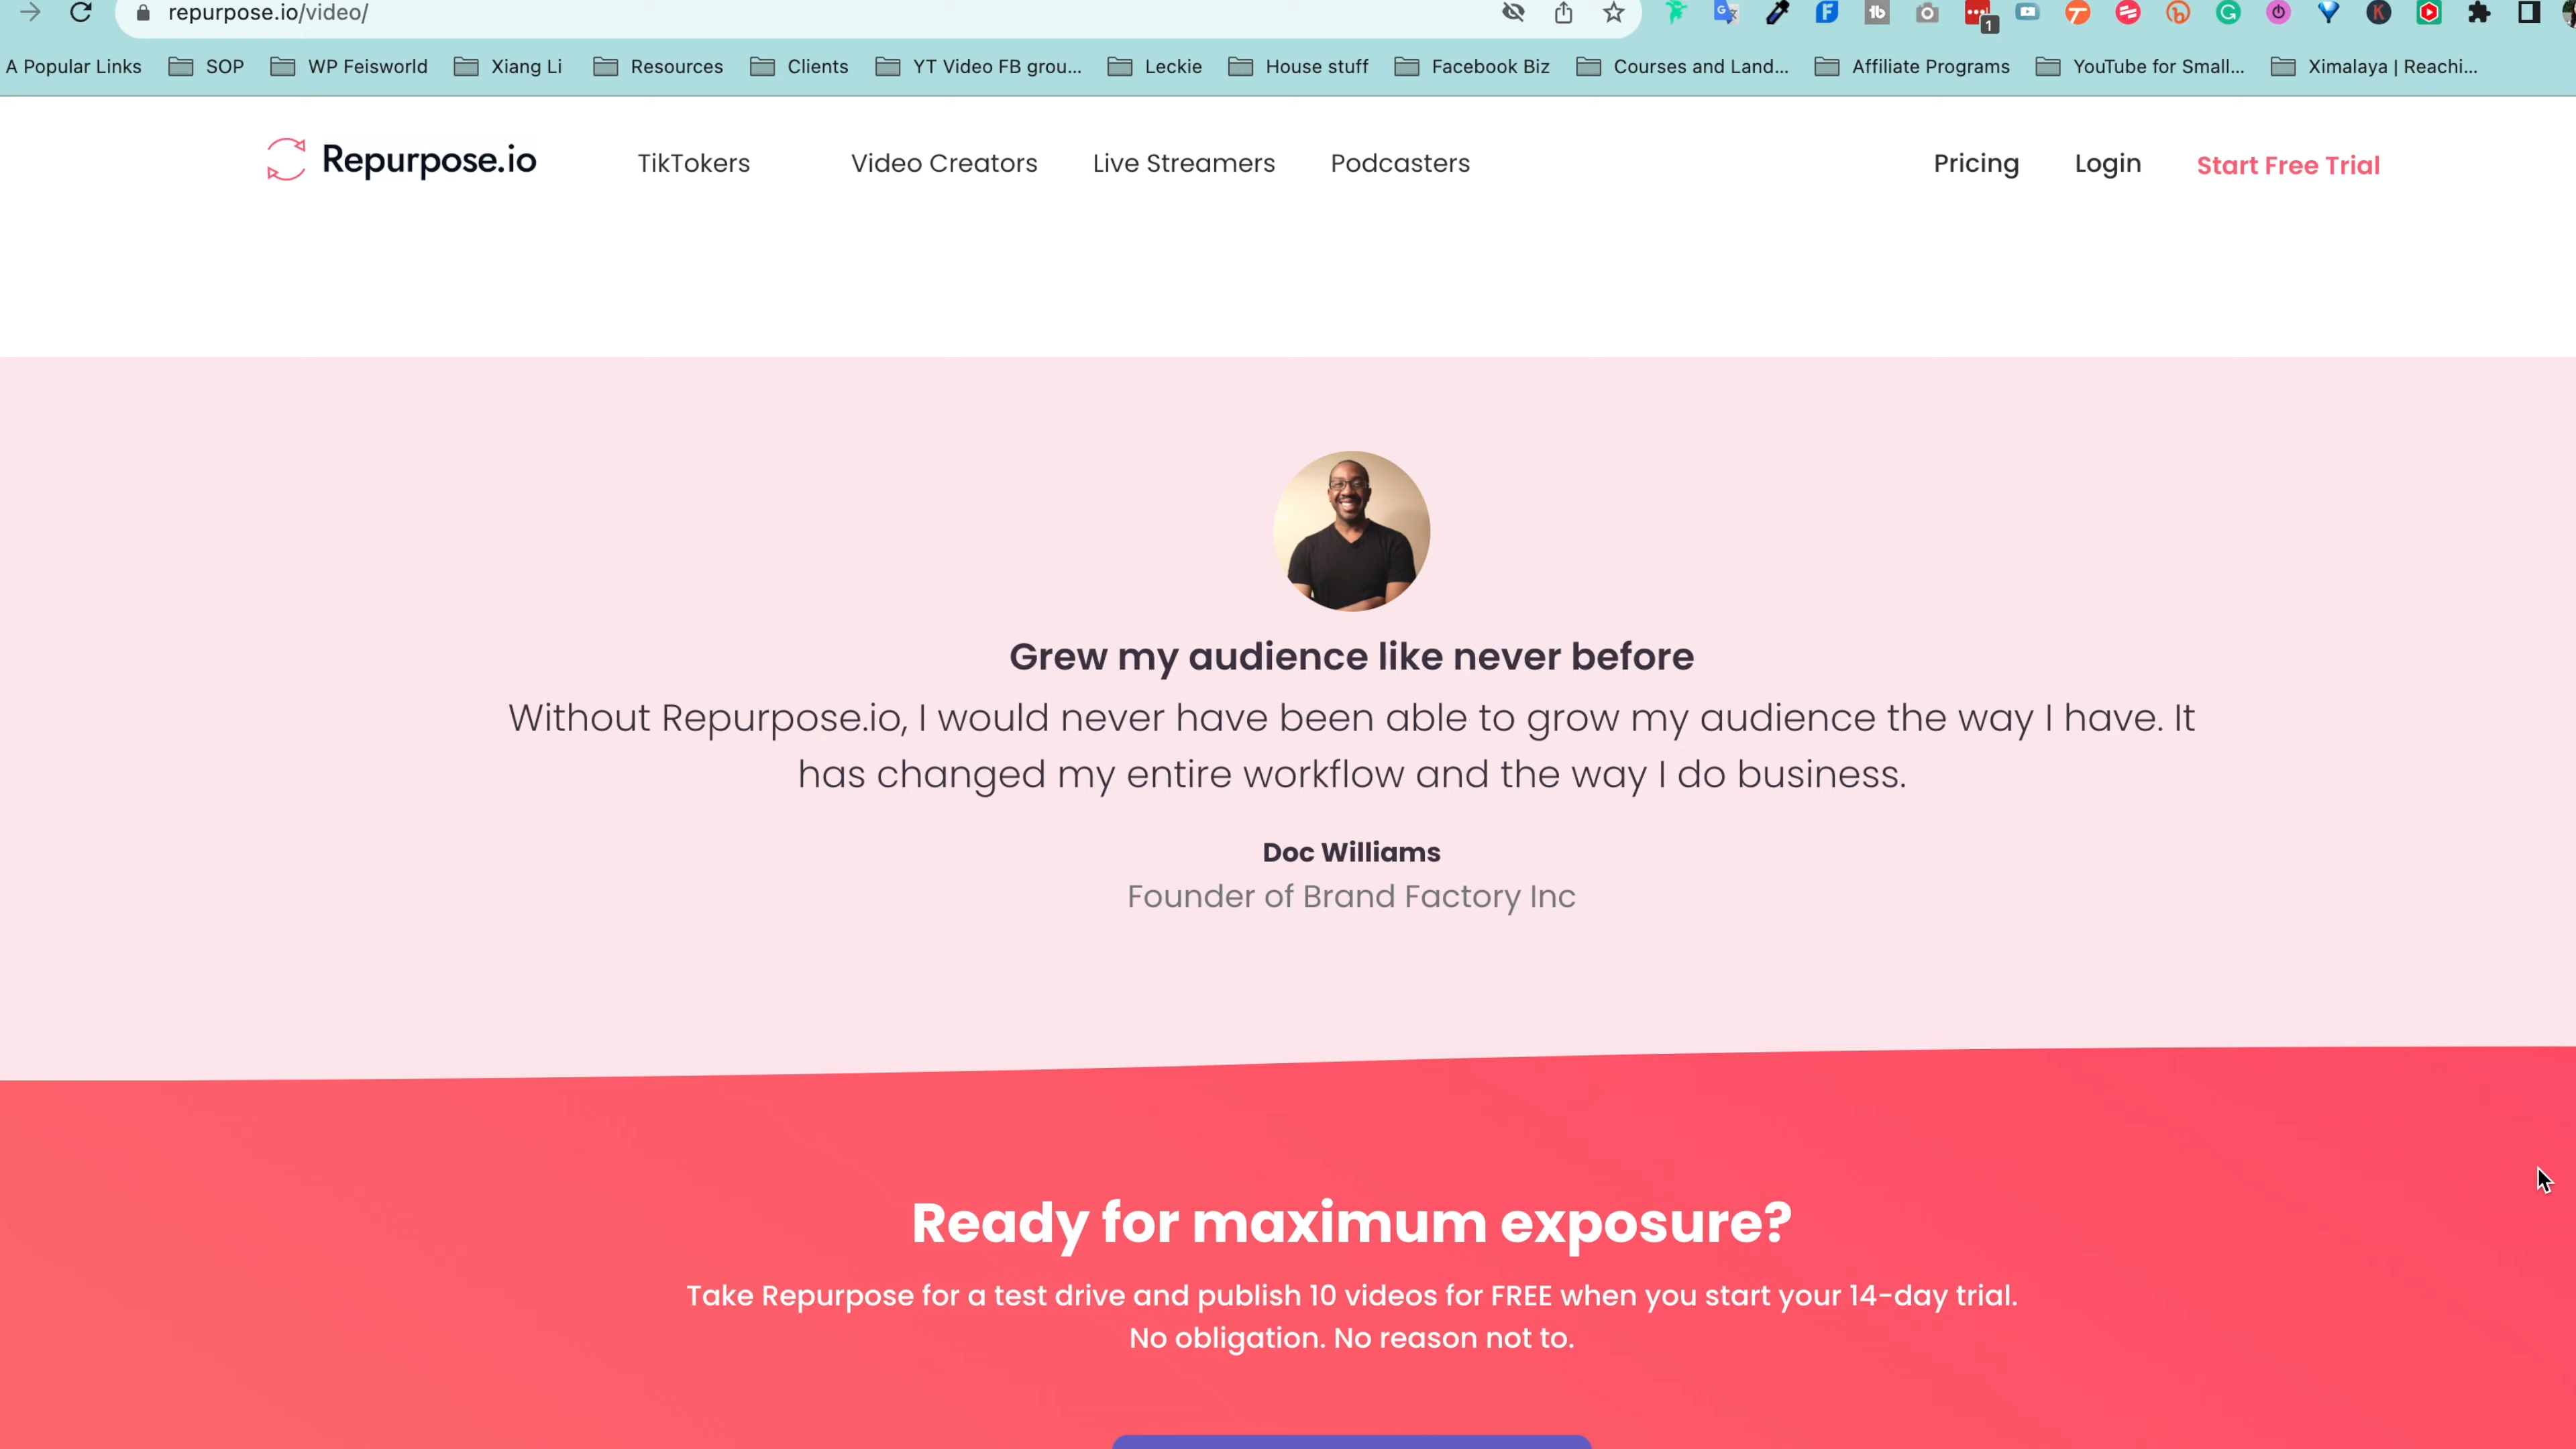 repurpose.io/video/
1
A Popular Links SOP WP Feisworld Xiang Li Resources Clients YT Video FB grou... Leckie House stuff Facebook Biz Courses and Land... Affiliate Programs YouTube for Small... Ximalaya | Reachi...
Repurpose.io TikTokers Video Creators Live Streamers Podcasters Pricing Login Start Free Trial
Grew my audience like never before
Without Repurpose.io, I would never have been able to grow my audience the way I have. It
has changed my entire workflow and the way I do business.
Doc Williams
Founder of Brand Factory Inc
Ready for maximum exposure?
Take Repurpose for a test drive and publish 10 videos for FREE when you start your 14-day trial.
No obligation. No reason not to.